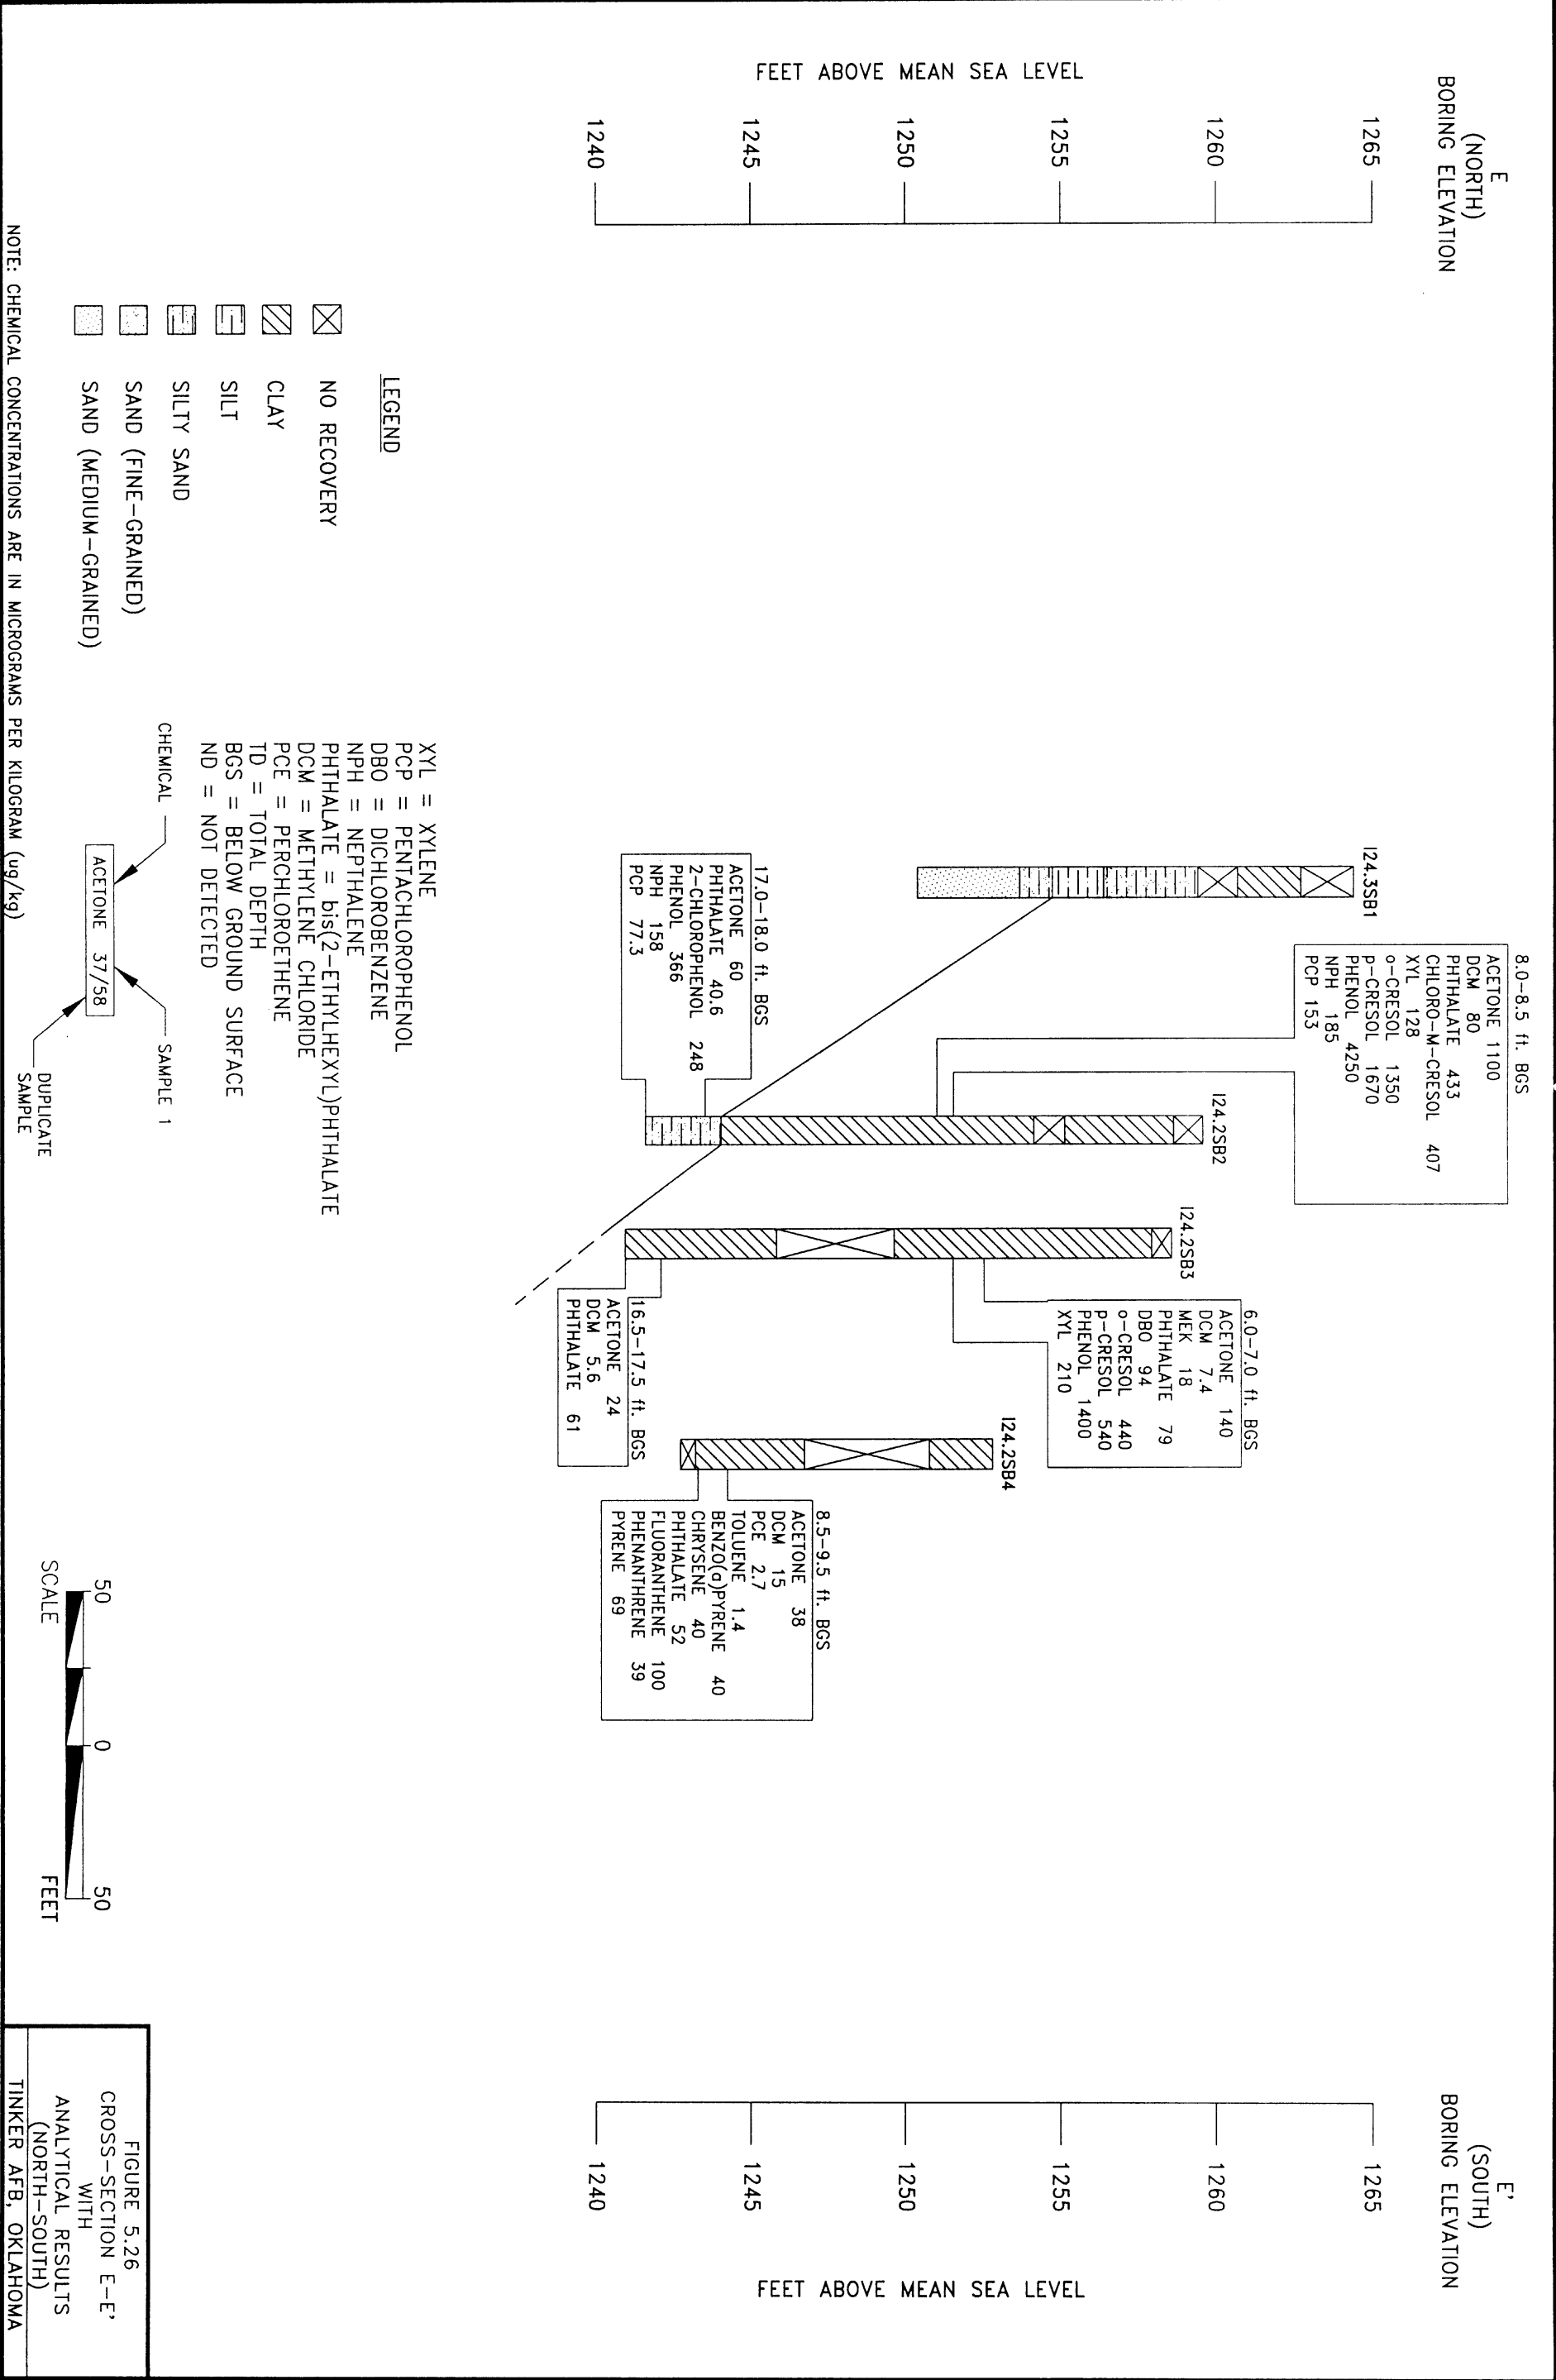 E
(NORTH)
BORING ELEVATION
1265
1260
1255
1250
1245
1240
FEET ABOVE MEAN SEA LEVEL
E'
(SOUTH)
BORING ELEVATION
1265
1260
1255
1250
1245
1240
FEET ABOVE MEAN SEA LEVEL
I24.3SB1
8.0-8.5 ft. BGS
ACETONE 1100
DCM 80
PHTHALATE 433
CHLORO-M-CRESOL 407
XYL 128
o-CRESOL 1350
p-CRESOL 1670
PHENOL 4250
NPH 185
PCP 153
I24.2SB2
17.0-18.0 ft. BGS
ACETONE 60
PHTHALATE 40.6
2-CHLOROPHENOL 248
PHENOL 366
NPH 158
PCP 77.3
I24.2SB3
6.0-7.0 ft. BGS
ACETONE 140
DCM 7.4
MEK 18
PHTHALATE 79
DBO 94
o-CRESOL 440
p-CRESOL 540
PHENOL 1400
XYL 210
16.5-17.5 ft. BGS
ACETONE 24
DCM 5.6
PHTHALATE 61
I24.2SB4
8.5-9.5 ft. BGS
ACETONE 38
DCM 15
PCE 2.7
TOLUENE 1.4
BENZO(a)PYRENE 40
CHRYSENE 40
PHTHALATE 52
FLUORANTHENE 100
PHENANTHRENE 39
PYRENE 69
LEGEND
NO RECOVERY
CLAY
SILT
SILTY SAND
SAND (FINE-GRAINED)
SAND (MEDIUM-GRAINED)
XYL = XYLENE
PCP = PENTACHLOROPHENOL
DBO = DICHLOROBENZENE
NPH = NEPTHALENE
PHTHALATE = bis(2-ETHYLHEXYL)PHTHALATE
DCM = METHYLENE CHLORIDE
PCE = PERCHLOROETHENE
TD = TOTAL DEPTH
BGS = BELOW GROUND SURFACE
ND = NOT DETECTED
CHEMICAL
SAMPLE 1
ACETONE 37/58
DUPLICATE
SAMPLE
50 0 50
SCALE FEET
NOTE: CHEMICAL CONCENTRATIONS ARE IN MICROGRAMS PER KILOGRAM (ug/kg)
FIGURE 5.26
CROSS-SECTION E-E'
WITH
ANALYTICAL RESULTS
(NORTH-SOUTH)
TINKER AFB, OKLAHOMA